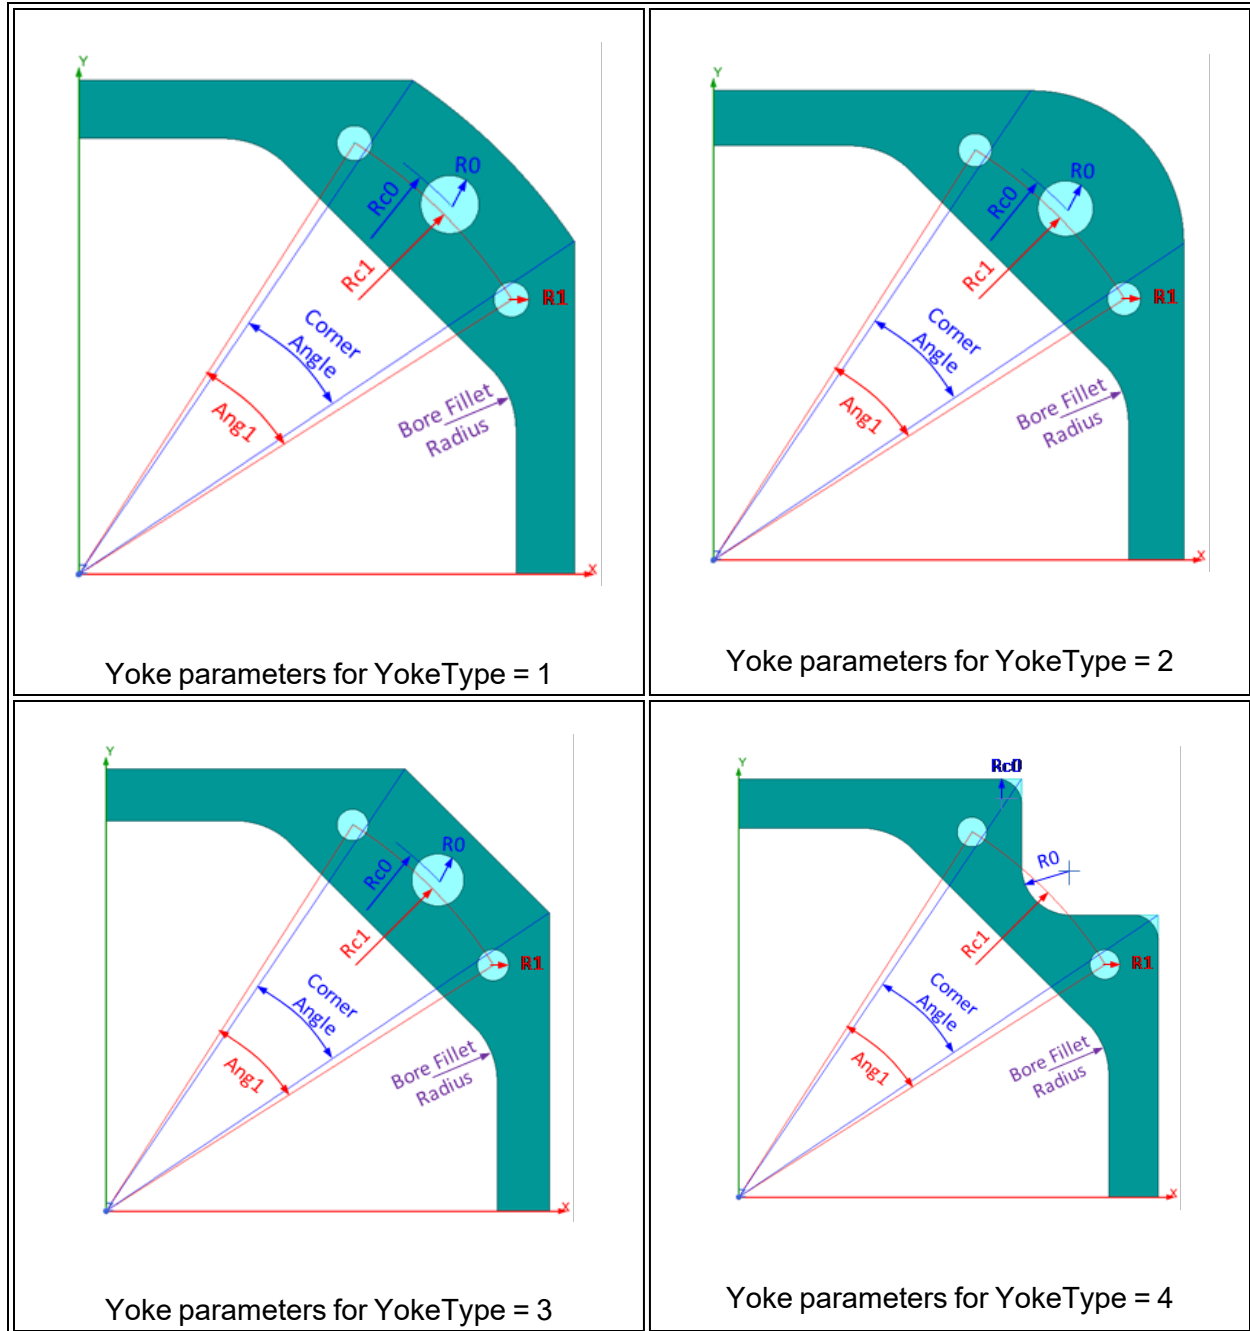 Y
R0
Rc0
Rc1
R1
Corner
Angle
Ang1
Bore Fillet
Radius
X
Yoke parameters for YokeType = 1
Y
R0
Rc0
Rc1
R1
Corner
Angle
Ang1
Bore Fillet
Radius
X
Yoke parameters for YokeType = 2
Y
R0
Rc0
Rc1
R1
Corner
Angle
Ang1
Bore Fillet
Radius
X
Yoke parameters for YokeType = 3
Rc0
Y
R0
Rc1
R1
Corner
Angle
Ang1
Bore Fillet
Radius
X
Yoke parameters for YokeType = 4